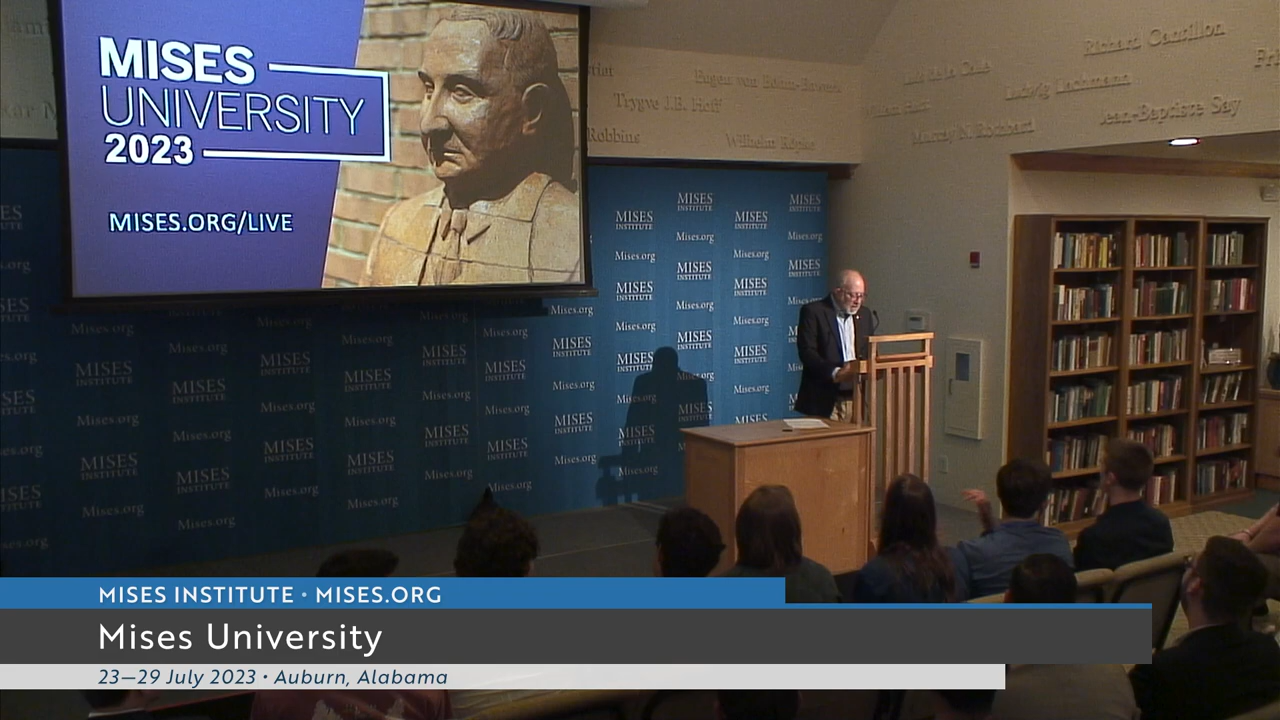 MISES
UNIVERSITY
2023
MISES.ORG/LIVE
Richard Cantillon
Eugen von Böhm-Bawerk
Trygve J.B. Hoff
Ludwig Lachmann
Jean-Baptiste Say
Robbins
Wilhelm Röpke
Murray N. Rothbard
MISES
INSTITUTE
Mises.org
MISES INSTITUTE • MISES.ORG
Mises University
23–29 July 2023 • Auburn, Alabama